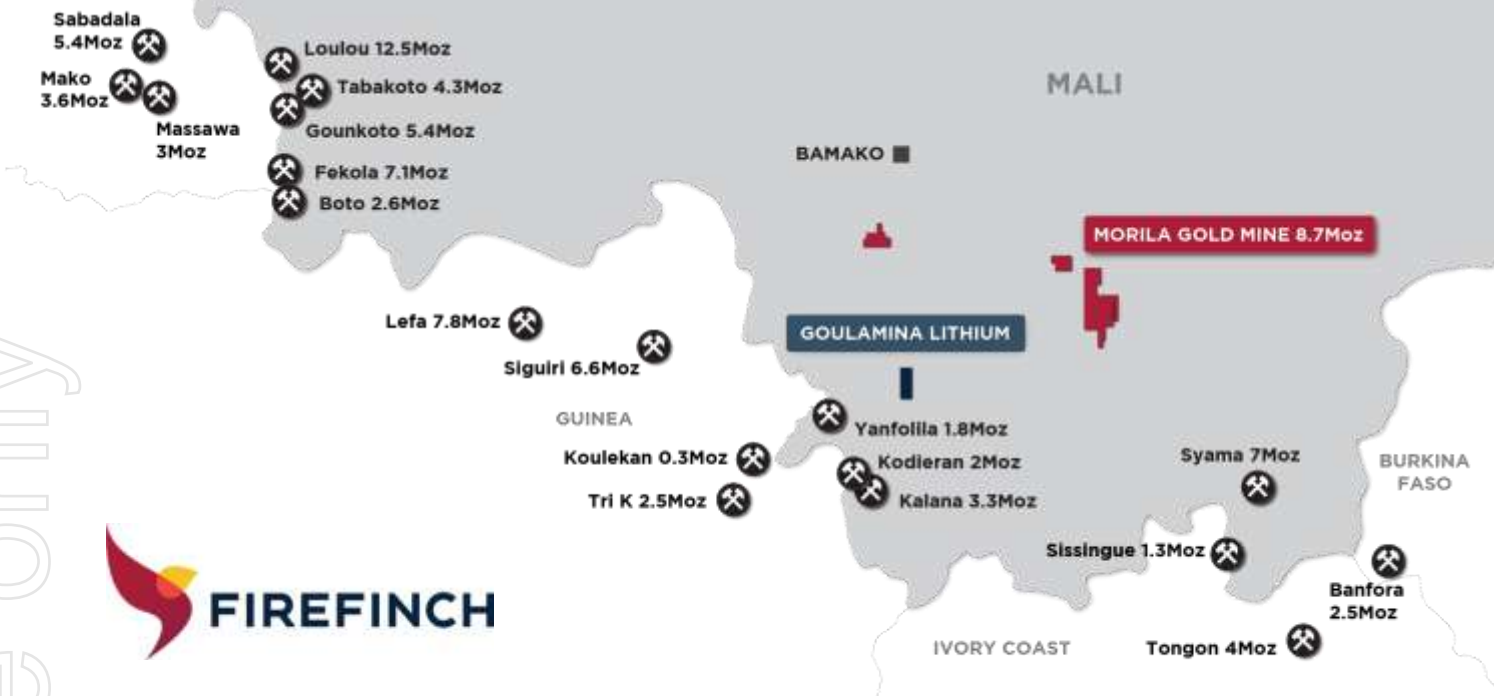 Sabadala
5.4Moz
Mako
3.6Moz
Massawa
3Moz
Loulou 12.5Moz
Tabakoto 4.3Moz
Gounkoto 5.4Moz
Fekola 7.1Moz
Boto 2.6Moz
MALI
BAMAKO
MORILA GOLD MINE 8.7Moz
Lefa 7.8Moz
GOULAMINA LITHIUM
Siguiri 6.6Moz
GUINEA
Yanfolila 1.8Moz
Koulekan 0.3Moz
Kodieran 2Moz
Tri K 2.5Moz
Kalana 3.3Moz
Syama 7Moz
BURKINA
FASO
Sissingue 1.3Moz
Banfora
2.5Moz
Tongon 4Moz
IVORY COAST
FIREFINCH